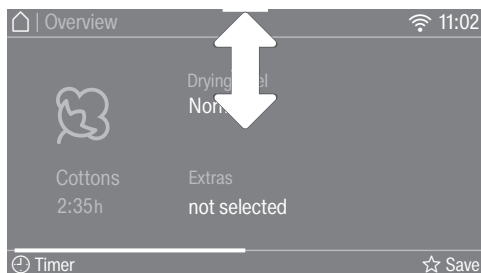 | Overview
11:02
Drying
Cottons
2:35h
Extras
not selected
Timer
Save